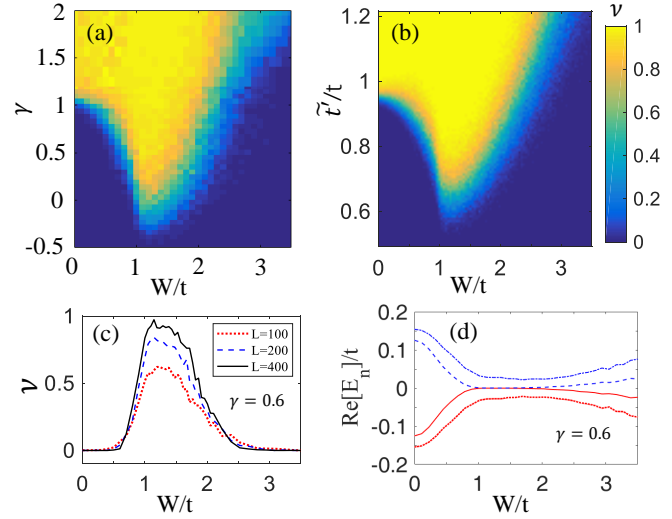 (a)
γ
2
1.5
1
0.5
0
-0.5
0 1 2 3
W/t
(b)
t̃'/t
1.2
1
0.8
0.6
0 1 2 3
W/t
ν
1
0.8
0.6
0.4
0.2
0
(c)
ν
1
0.5
0
L=100
L=200
L=400
γ = 0.6
0 1 2 3
W/t
(d)
Re[E_n]/t
0.2
0.1
0
-0.1
-0.2
γ = 0.6
0 1 2 3
W/t